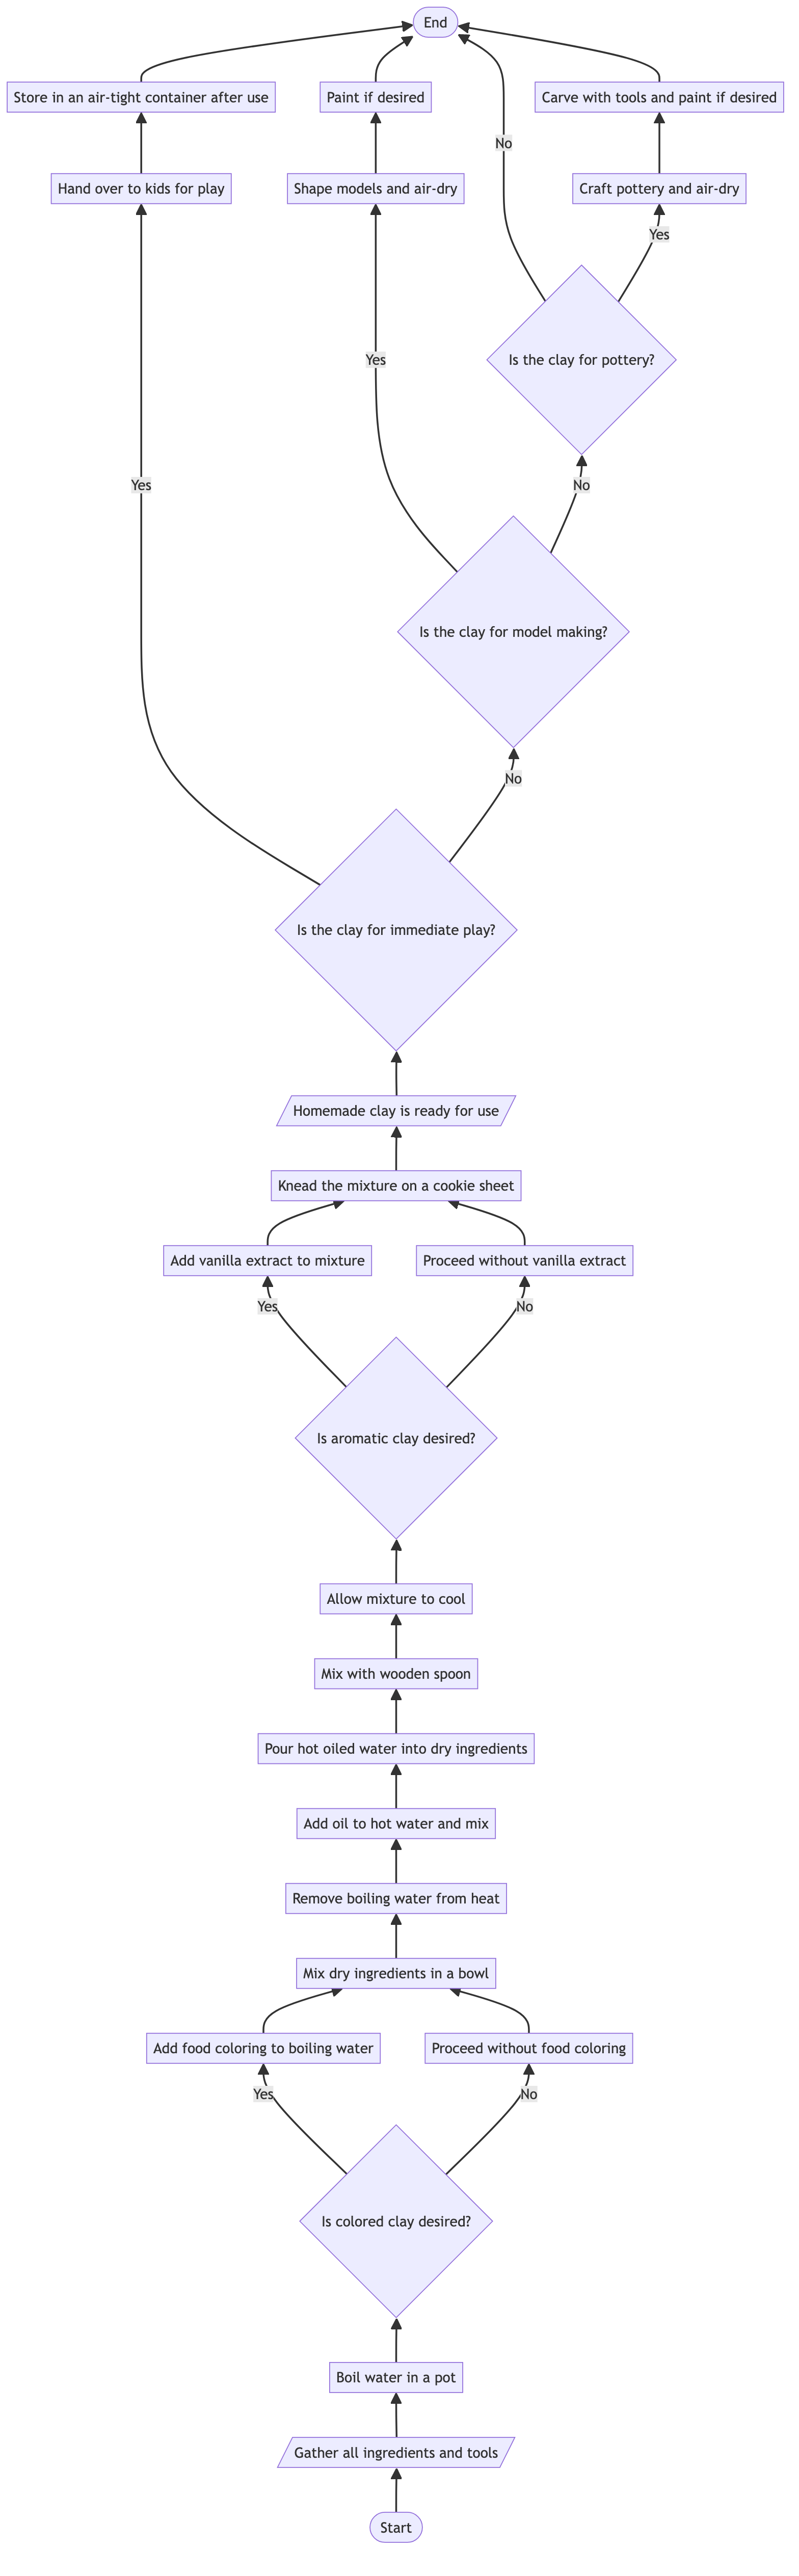 End
Store in an air-tight container after use
Paint if desired
Carve with tools and paint if desired
No
Hand over to kids for play
Shape models and air-dry
Craft pottery and air-dry
Yes
Is the clay for pottery?
Yes
Yes
No
Is the clay for model making?
No
Is the clay for immediate play?
Homemade clay is ready for use
Knead the mixture on a cookie sheet
Add vanilla extract to mixture
Proceed without vanilla extract
Yes
No
Is aromatic clay desired?
Allow mixture to cool
Mix with wooden spoon
Pour hot oiled water into dry ingredients
Add oil to hot water and mix
Remove boiling water from heat
Mix dry ingredients in a bowl
Add food coloring to boiling water
Proceed without food coloring
Yes
No
Is colored clay desired?
Boil water in a pot
Gather all ingredients and tools
Start